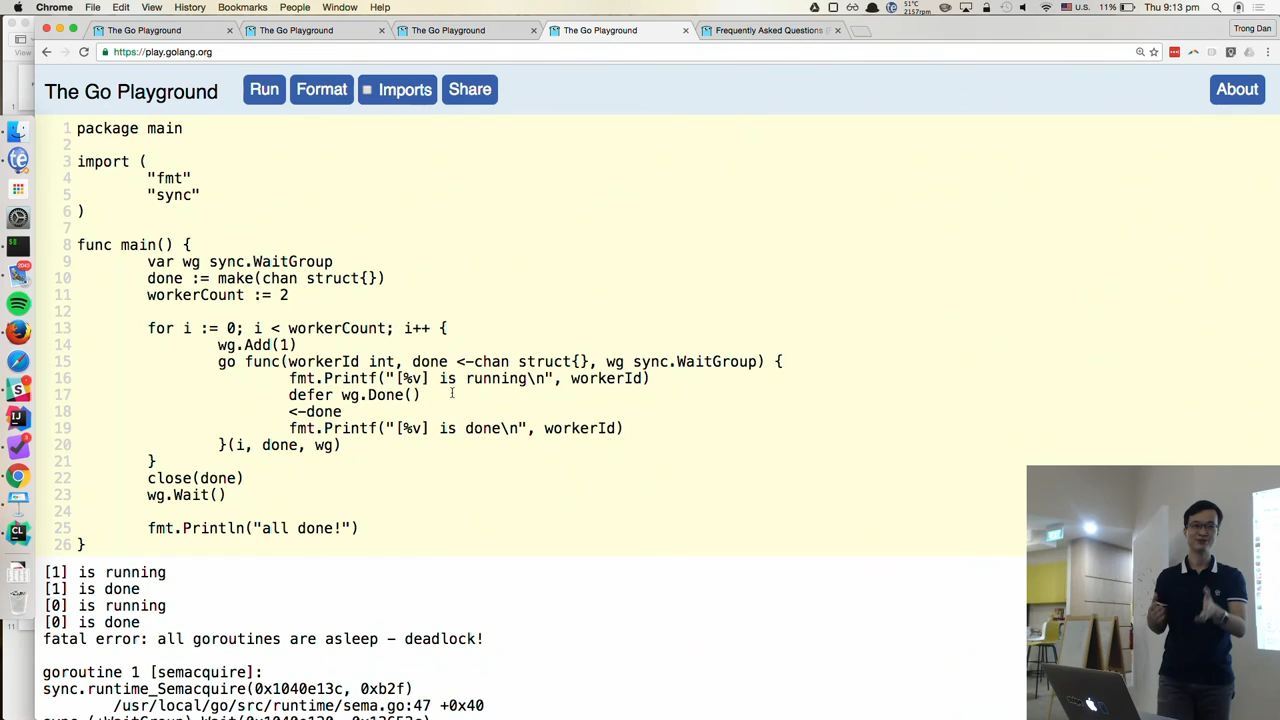 Chrome File Edit View History Bookmarks People Window Help 51°C 2157rpm U.S. 11% Thu 9:13 pm
The Go Playground The Go Playground The Go Playground The Go Playground Frequently Asked Questions Trong Dan
https://play.golang.org
View
The Go Playground Run Format Imports Share About
1 package main
2
3 import (
4 "fmt"
5 "sync"
6 )
7
8 func main() {
9 var wg sync.WaitGroup
10 done := make(chan struct{})
11 workerCount := 2
12
13 for i := 0; i < workerCount; i++ {
14 wg.Add(1)
15 go func(workerId int, done <-chan struct{}, wg sync.WaitGroup) {
16 fmt.Printf("[%v] is running\n", workerId)
17 defer wg.Done()
18 <-done
19 fmt.Printf("[%v] is done\n", workerId)
20 }(i, done, wg)
21 }
22 close(done)
23 wg.Wait()
24
25 fmt.Println("all done!")
26 }
[1] is running
[1] is done
[0] is running
[0] is done
fatal error: all goroutines are asleep - deadlock!
goroutine 1 [semacquire]:
sync.runtime_Semacquire(0x1040e13c, 0xb2f)
/usr/local/go/src/runtime/sema.go:47 +0x40